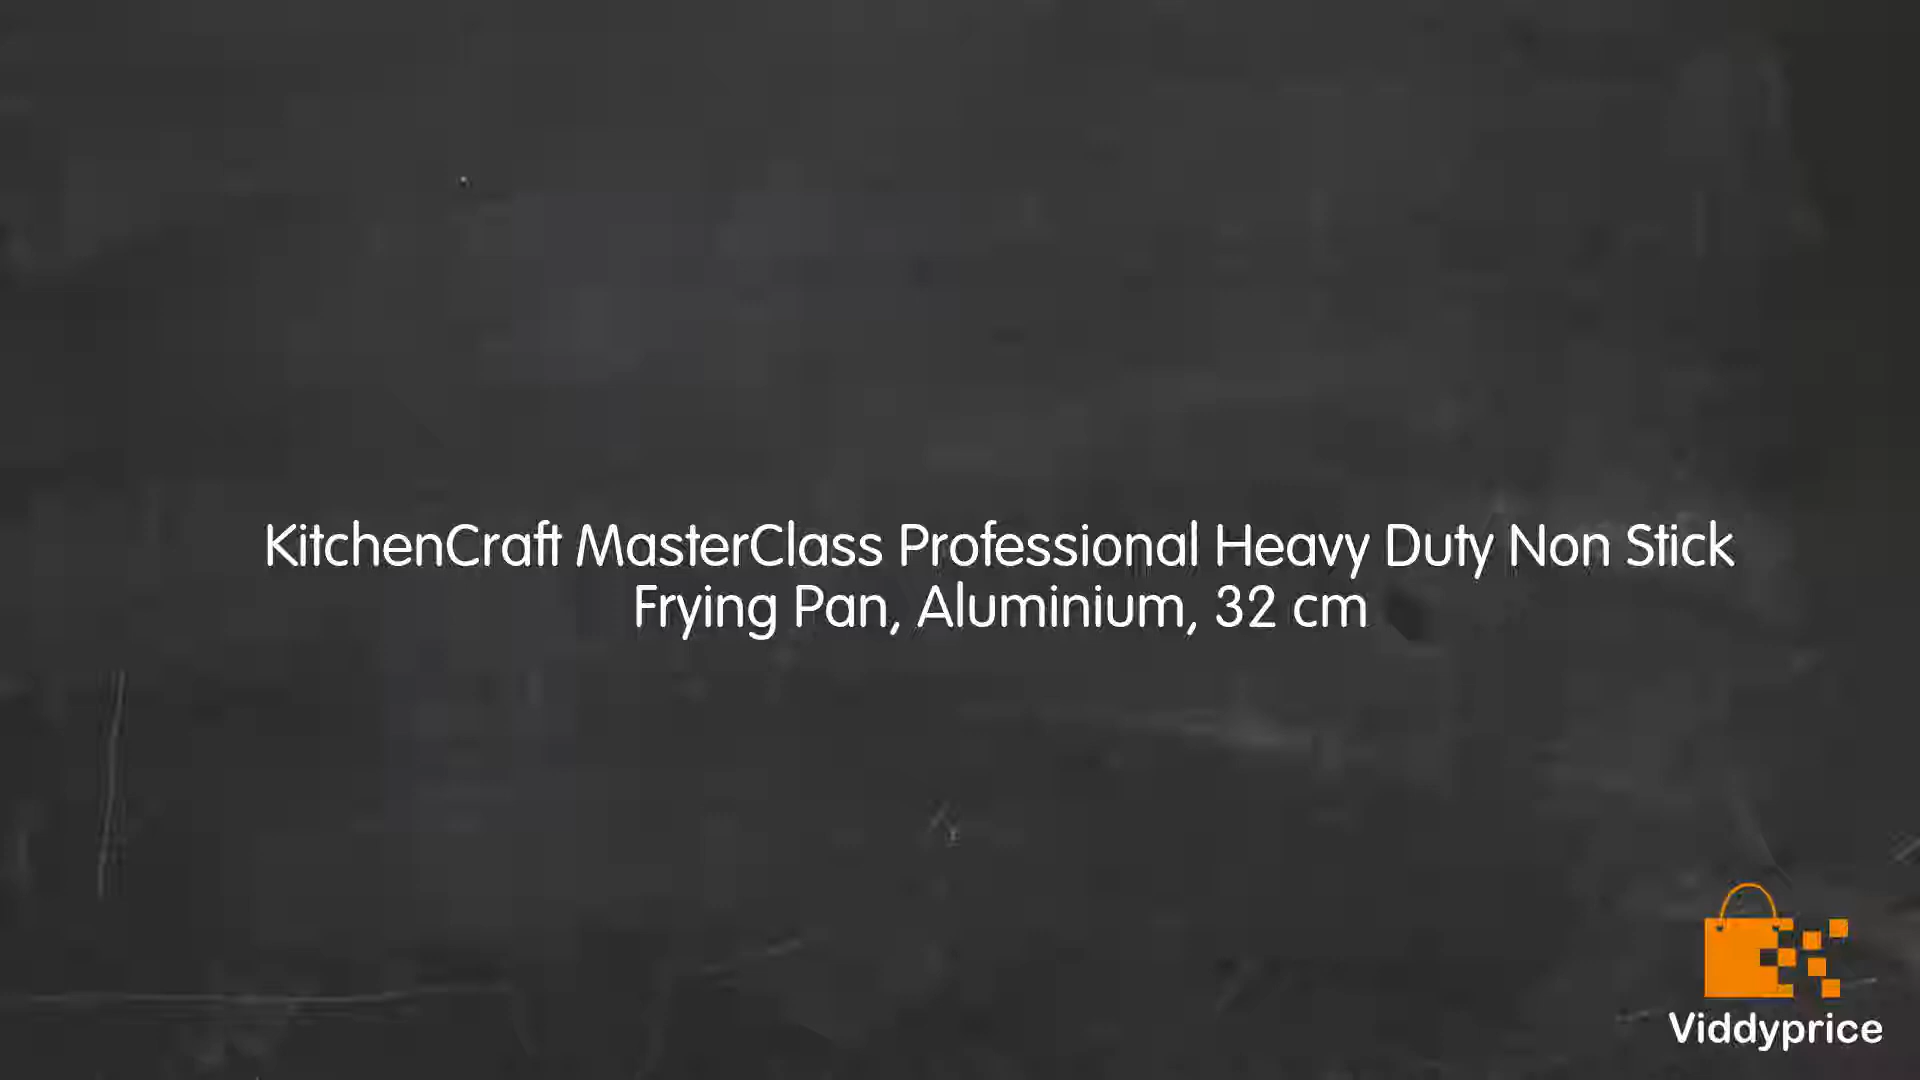 KitchenCraft MasterClass Professional Heavy Duty Non Stick
Frying Pan, Aluminium, 32 cm
Viddyprice